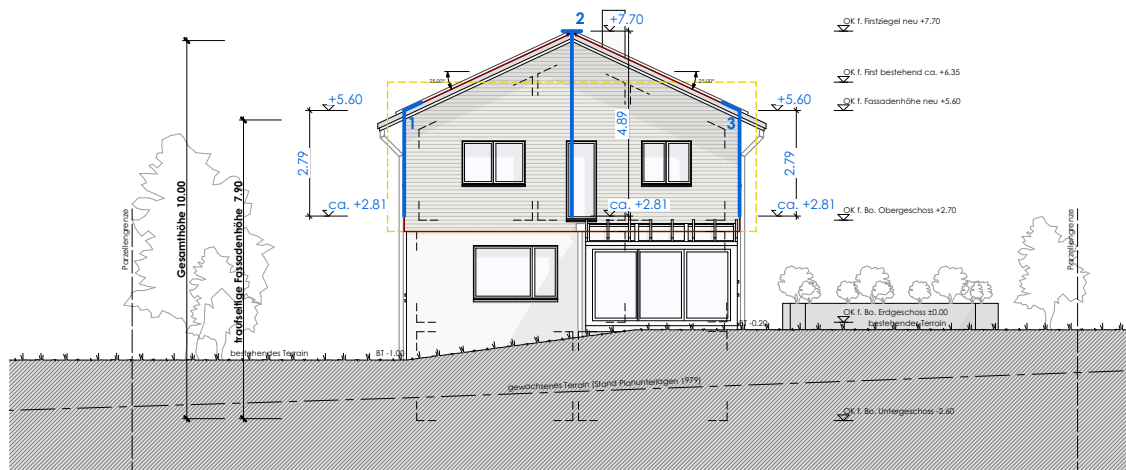 2
+7.70
OK f. Firstziegel neu +7.70
OK f. First bestehend ca. +6.35
25.00°
25.00°
+5.60
+5.60
OK f. Fassadenhöhe neu +5.60
1
3
4.89
2.79
2.79
ca. +2.81
ca. +2.81
ca. +2.81
OK f. Bo. Obergeschoss +2.70
Parzellengrenze
Gesamthöhe 10.00
traufseitige Fassadenhöhe 7.90
Parzellengrenze
OK f. Bo. Erdgeschoss ±0.00
bestehendes Terrain
BT -0.20
bestehendes Terrain
BT -1.00
gewachsenes Terrain (Stand Planunterlagen 1979)
OK f. Bo. Untergeschoss -2.60